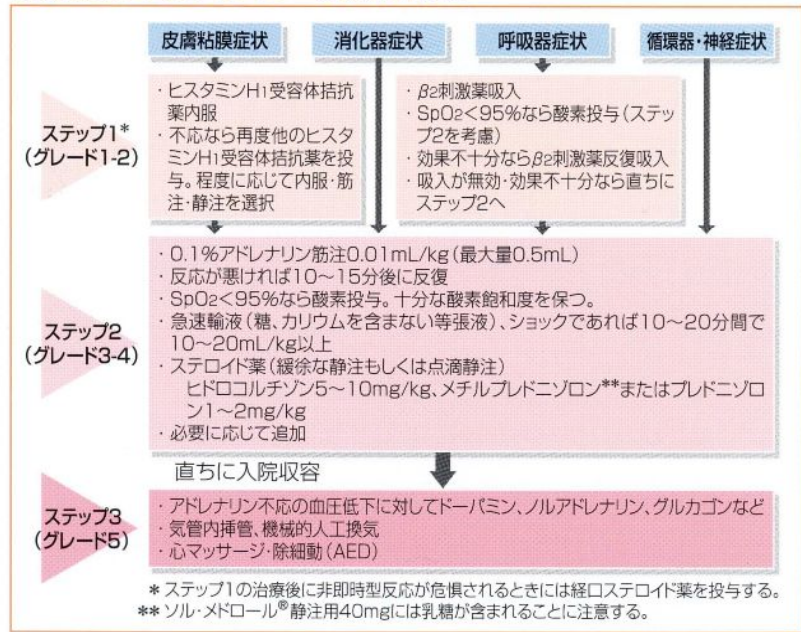 皮膚粘膜症状
消化器症状
呼吸器症状
循環器・神経症状
ステップ1*
(グレード1-2)
・ヒスタミンH1受容体拮抗
薬内服
・不応なら再度他のヒスタ
ミンH1受容体拮抗薬を投
与。程度に応じて内服・筋
注・静注を選択
・β2刺激薬吸入
・SpO2<95%なら酸素投与(ステッ
プ2を考慮)
・効果不十分ならβ2刺激薬反復吸入
・吸入が無効・効果不十分なら直ちに
ステップ2へ
ステップ2
(グレード3-4)
・0.1%アドレナリン筋注0.01mL/kg(最大量0.5mL)
・反応が悪ければ10～15分後に反復
・SpO2<95%なら酸素投与。十分な酸素飽和度を保つ。
・急速輸液(糖、カリウムを含まない等張液)、ショックであれば10～20分間で
10～20mL/kg以上
・ステロイド薬(緩徐な静注もしくは点滴静注)
ヒドロコルチゾン5～10mg/kg、メチルプレドニゾロン**またはプレドニゾロ
ン1～2mg/kg
・必要に応じて追加
直ちに入院収容
ステップ3
(グレード5)
・アドレナリン不応の血圧低下に対してドーパミン、ノルアドレナリン、グルカゴンなど
・気管内挿管、機械的人工換気
・心マッサージ・除細動(AED)
*ステップ1の治療後に非即時型反応が危惧されるときには経口ステロイド薬を投与する。
**ソル・メドロール®静注用40mgには乳糖が含まれることに注意する。